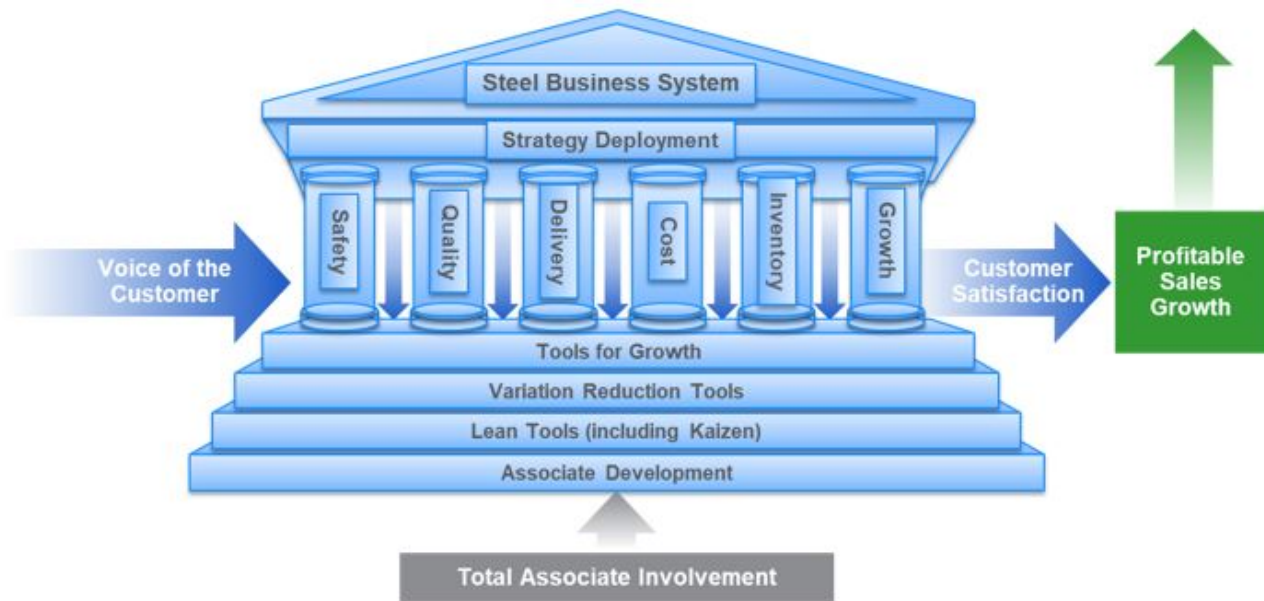 Steel Business System
Strategy Deployment
Safety
Quality
Delivery
Cost
Inventory
Growth
Voice of the
Customer
Customer
Satisfaction
Profitable
Sales
Growth
Tools for Growth
Variation Reduction Tools
Lean Tools (including Kaizen)
Associate Development
Total Associate Involvement